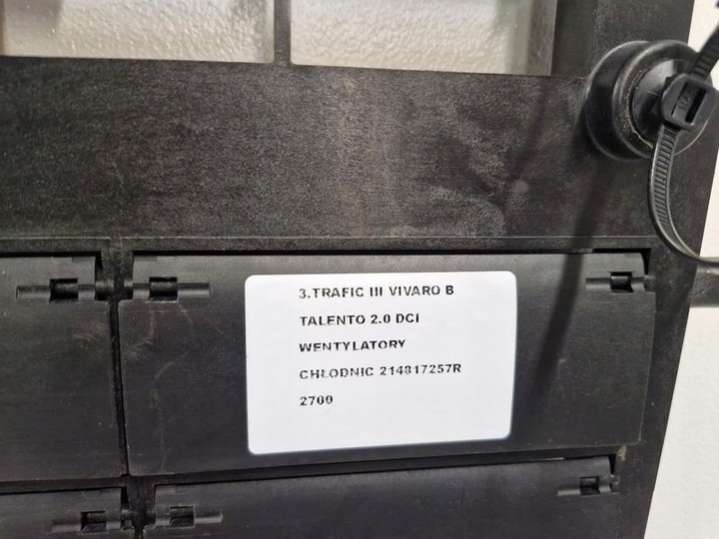 3.TRAFIC III VIVARO B
TALENTO 2.0 DCI
WENTYLATORY
CHŁODNIC 214817257R
2700